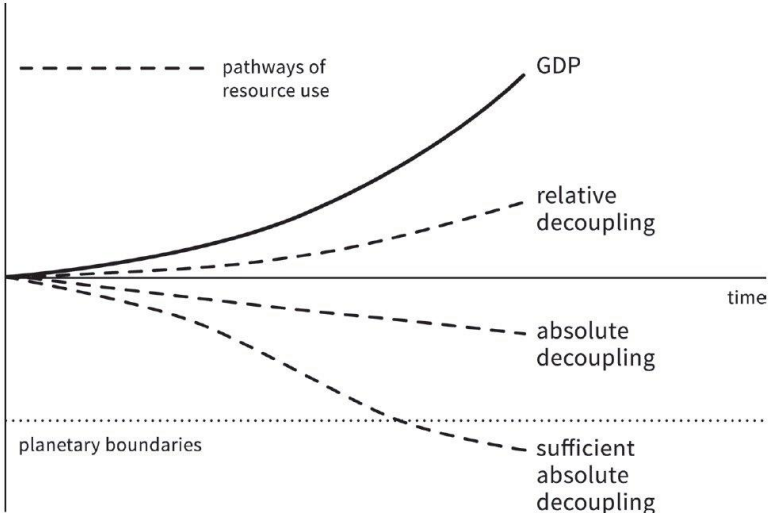 pathways of
resource use
GDP
relative
decoupling
time
absolute
decoupling
planetary boundaries
sufficient
absolute
decoupling